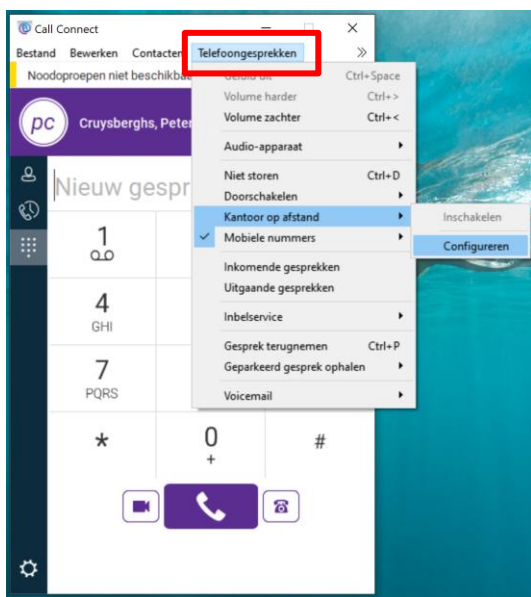 Call Connect
Bestand Bewerken Contacten Telefoongesprekken »
Noodoproepen niet beschikba
Geluid uit Ctrl+Space
Volume harder Ctrl+>
Volume zachter Ctrl+<
pc Cruysberghs, Peter
Audio-apparaat
Niet storen Ctrl+D
Nieuw gespr
Doorschakelen
Kantoor op afstand
Inschakelen
Mobiele nummers
Configureren
Inkomende gesprekken
Uitgaande gesprekken
Inbelservice
Gesprek terugnemen Ctrl+P
Geparkeerd gesprek ophalen
Voicemail
1
4
GHI
7
PQRS
* 0 #
+